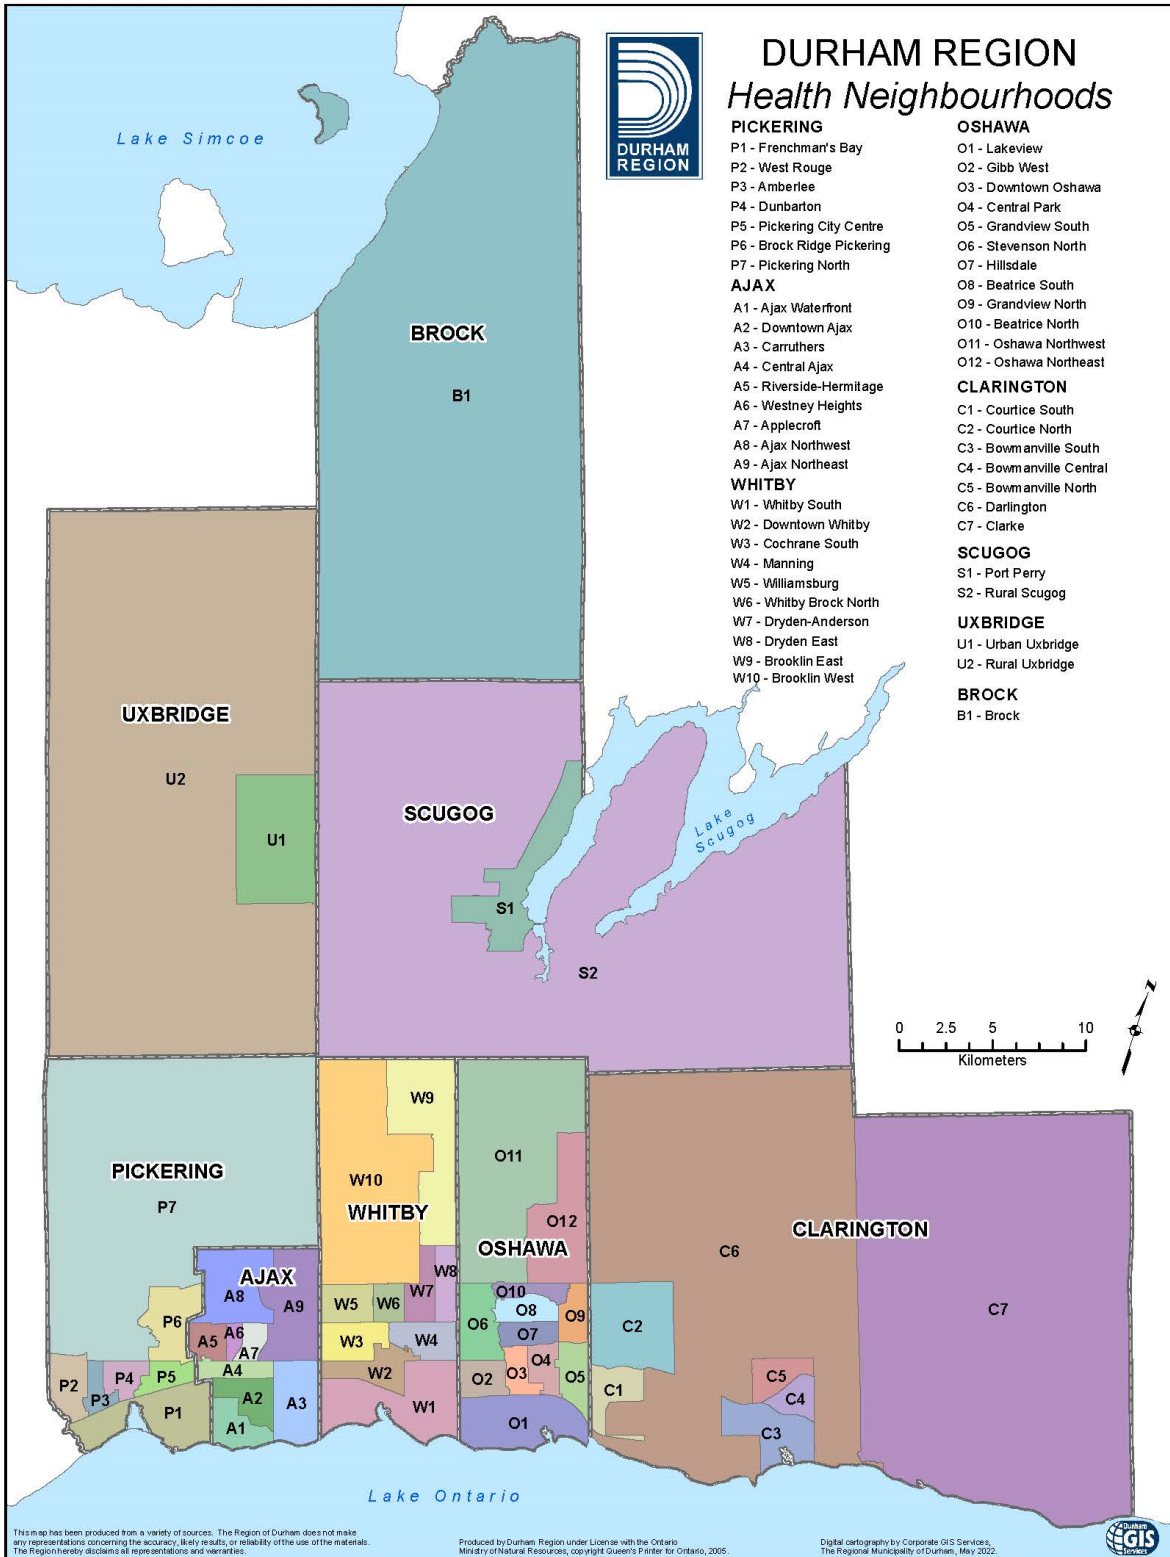 DURHAM REGION
Health Neighbourhoods
DURHAM
REGION
PICKERING
P1 - Frenchman's Bay
P2 - West Rouge
P3 - Amberlee
P4 - Dunbarton
P5 - Pickering City Centre
P6 - Brock Ridge Pickering
P7 - Pickering North
AJAX
A1 - Ajax Waterfront
A2 - Downtown Ajax
A3 - Carruthers
A4 - Central Ajax
A5 - Riverside-Hermitage
A6 - Westney Heights
A7 - Applecroft
A8 - Ajax Northwest
A9 - Ajax Northeast
WHITBY
W1 - Whitby South
W2 - Downtown Whitby
W3 - Cochrane South
W4 - Manning
W5 - Williamsburg
W6 - Whitby Brock North
W7 - Dryden-Anderson
W8 - Dryden East
W9 - Brooklin East
W10 - Brooklin West
OSHAWA
O1 - Lakeview
O2 - Gibb West
O3 - Downtown Oshawa
O4 - Central Park
O5 - Grandview South
O6 - Stevenson North
O7 - Hillsdale
O8 - Beatrice South
O9 - Grandview North
O10 - Beatrice North
O11 - Oshawa Northwest
O12 - Oshawa Northeast
CLARINGTON
C1 - Courtice South
C2 - Courtice North
C3 - Bowmanville South
C4 - Bowmanville Central
C5 - Bowmanville North
C6 - Darlington
C7 - Clarke
SCUGOG
S1 - Port Perry
S2 - Rural Scugog
UXBRIDGE
U1 - Urban Uxbridge
U2 - Rural Uxbridge
BROCK
B1 - Brock
Lake Simcoe
BROCK
B1
UXBRIDGE
U2
U1
SCUGOG
Lake
Scugog
S1
S2
N
0 2.5 5 10
Kilometers
PICKERING
P7
W9
W10
WHITBY
O11
O12
OSHAWA
CLARINGTON
C6
C7
AJAX
A8
A9
W8
W7
W5
W6
O10
O8
O9
P6
A5
A6
A7
W3
W4
O6
O7
C2
P2
P3
P4
P5
A4
W2
O2
O3
O4
O5
C1
C5
C4
P1
A2
A1
A3
W1
O1
C3
Lake Ontario
This map has been produced from a variety of sources. The Region of Durham does not make
any representations concerning the accuracy, likely results, or reliability of the use of the materials.
The Region hereby disclaims all representations and warranties.
Produced by Durham Region under License with the Ontario
Ministry of Natural Resources, copyright Queen's Printer for Ontario, 2005.
Digital cartography by Corporate GIS Services,
The Regional Municipality of Durham, May 2022.
Durham
GIS
Services